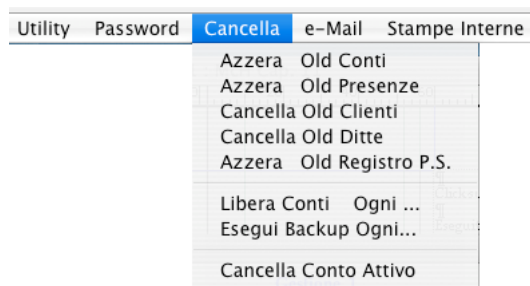 Utility Password Cancella e-Mail Stampe Interne
Azzera Old Conti
Azzera Old Presenze
Cancella Old Clienti
Cancella Old Ditte
Azzera Old Registro P.S.
Libera Conti Ogni ...
Esegui Backup Ogni...
Cancella Conto Attivo